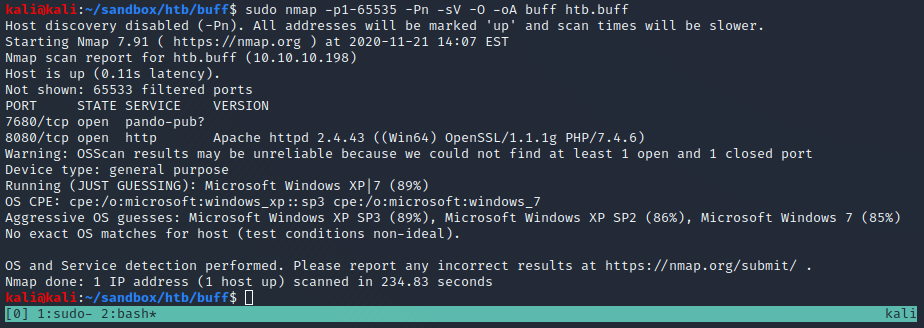 kali@kali:~/sandbox/htb/buff$ sudo nmap -p1-65535 -Pn -sV -O -oA buff htb.buff
Host discovery disabled (-Pn). All addresses will be marked 'up' and scan times will be slower.
Starting Nmap 7.91 ( https://nmap.org ) at 2020-11-21 14:07 EST
Nmap scan report for htb.buff (10.10.10.198)
Host is up (0.11s latency).
Not shown: 65533 filtered ports
PORT     STATE SERVICE    VERSION
7680/tcp open  pando-pub?
8080/tcp open  http       Apache httpd 2.4.43 ((Win64) OpenSSL/1.1.1g PHP/7.4.6)
Warning: OSScan results may be unreliable because we could not find at least 1 open and 1 closed port
Device type: general purpose
Running (JUST GUESSING): Microsoft Windows XP|7 (89%)
OS CPE: cpe:/o:microsoft:windows_xp::sp3 cpe:/o:microsoft:windows_7
Aggressive OS guesses: Microsoft Windows XP SP3 (89%), Microsoft Windows XP SP2 (86%), Microsoft Windows 7 (85%)
No exact OS matches for host (test conditions non-ideal).

OS and Service detection performed. Please report any incorrect results at https://nmap.org/submit/ .
Nmap done: 1 IP address (1 host up) scanned in 234.83 seconds
kali@kali:~/sandbox/htb/buff$
[0] 1:sudo- 2:bash* kali